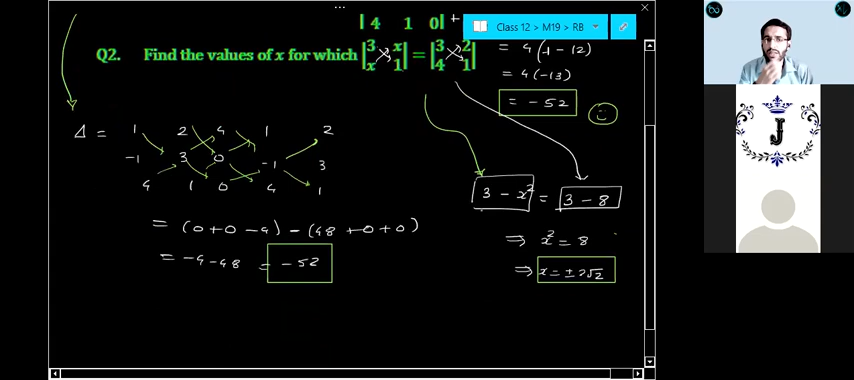 | 4 1 0 | +
Class 12 > M19 > RB
Q2. Find the values of x for which |3 x| = |3 2|
|x 1| |4 1|
= 4 (-1 - 12)
= 4 (-13)
= - 52
Δ = 1 2 4 1 2
-1 3 0 -1 3
4 1 0 4 1
= (0 + 0 - 4) - (48 + 0 + 0)
= -4 - 48 = - 52
3 - x² = 3 - 8
⇒ x² = 8
⇒ x = ± 2√2
J